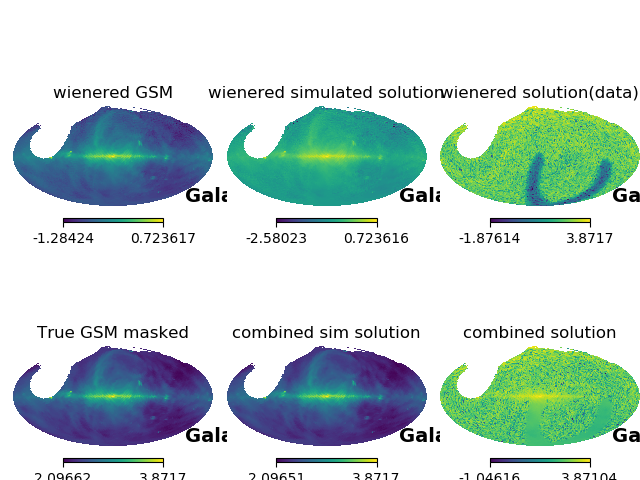 wienered GSM
wienered simulated solution
wienered solution(data)
Gala
Gala
Ga
-1.28424 0.723617
-2.58023 0.723616
-1.87614 3.8717
True GSM masked
combined sim solution
combined solution
Gala
Gala
Ga
2.09662 3.8717
2.09651 3.8717
-1.04616 3.87104